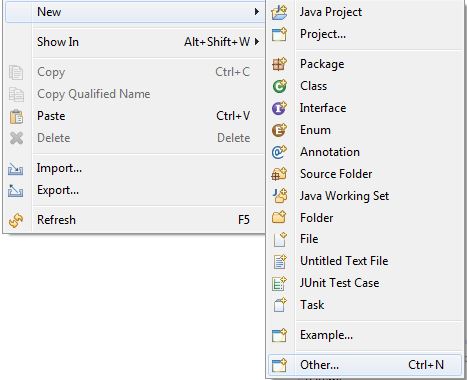 New
Show In Alt+Shift+W
Copy Ctrl+C
Copy Qualified Name
Paste Ctrl+V
Delete Delete
Import...
Export...
Refresh F5
Java Project
Project...
Package
Class
Interface
Enum
Annotation
Source Folder
Java Working Set
Folder
File
Untitled Text File
JUnit Test Case
Task
Example...
Other... Ctrl+N